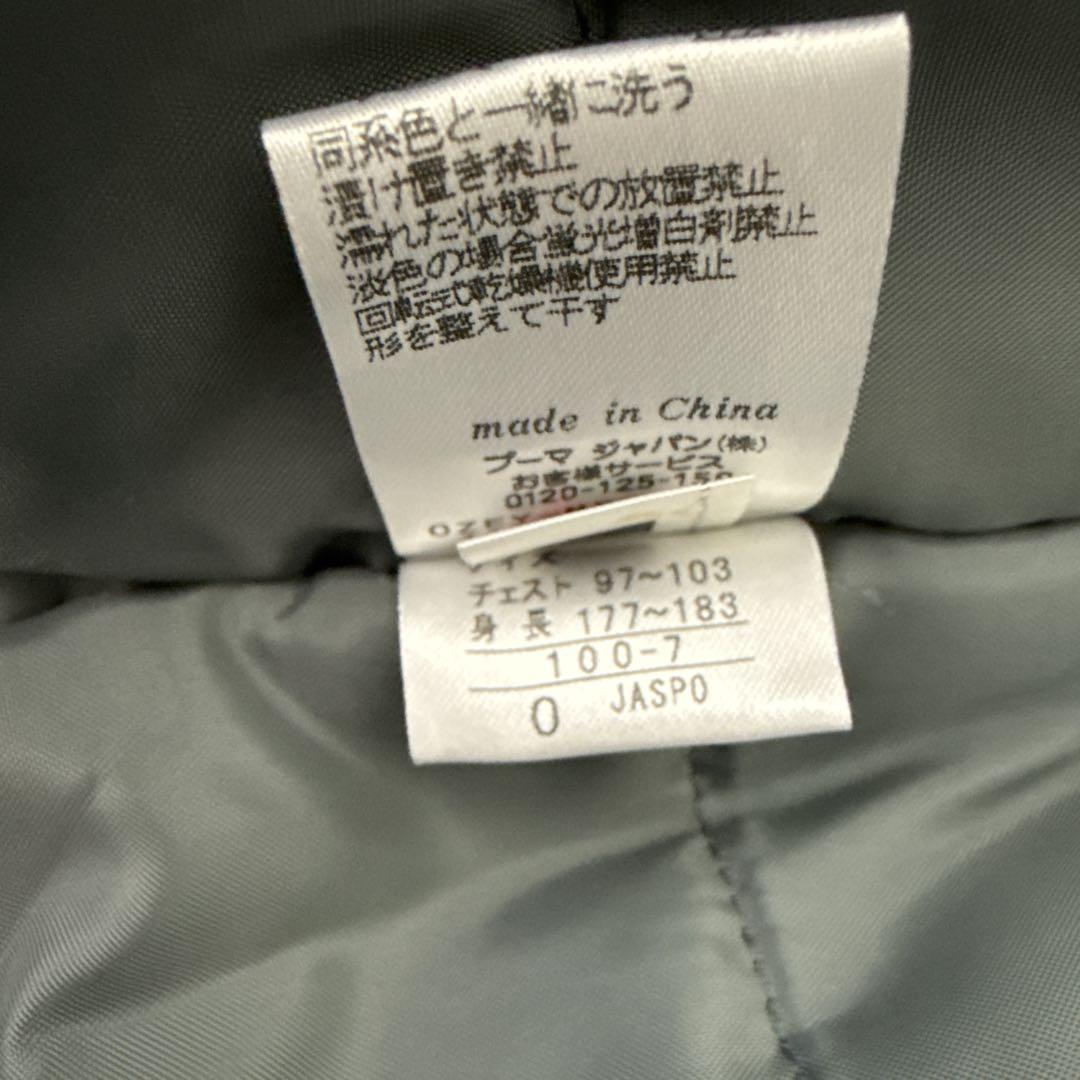 同系色と一緒に洗う
漬け置き禁止
濡れた状態での放置禁止
淡色の場合蛍光増白剤禁止
回転式乾燥機使用禁止
形を整えて干す
made in China
プーマ ジャパン(株)
お客様サービス
0120-125-150
サイズ
チェスト 97~103
身長 177~183
100-7
O JASPO